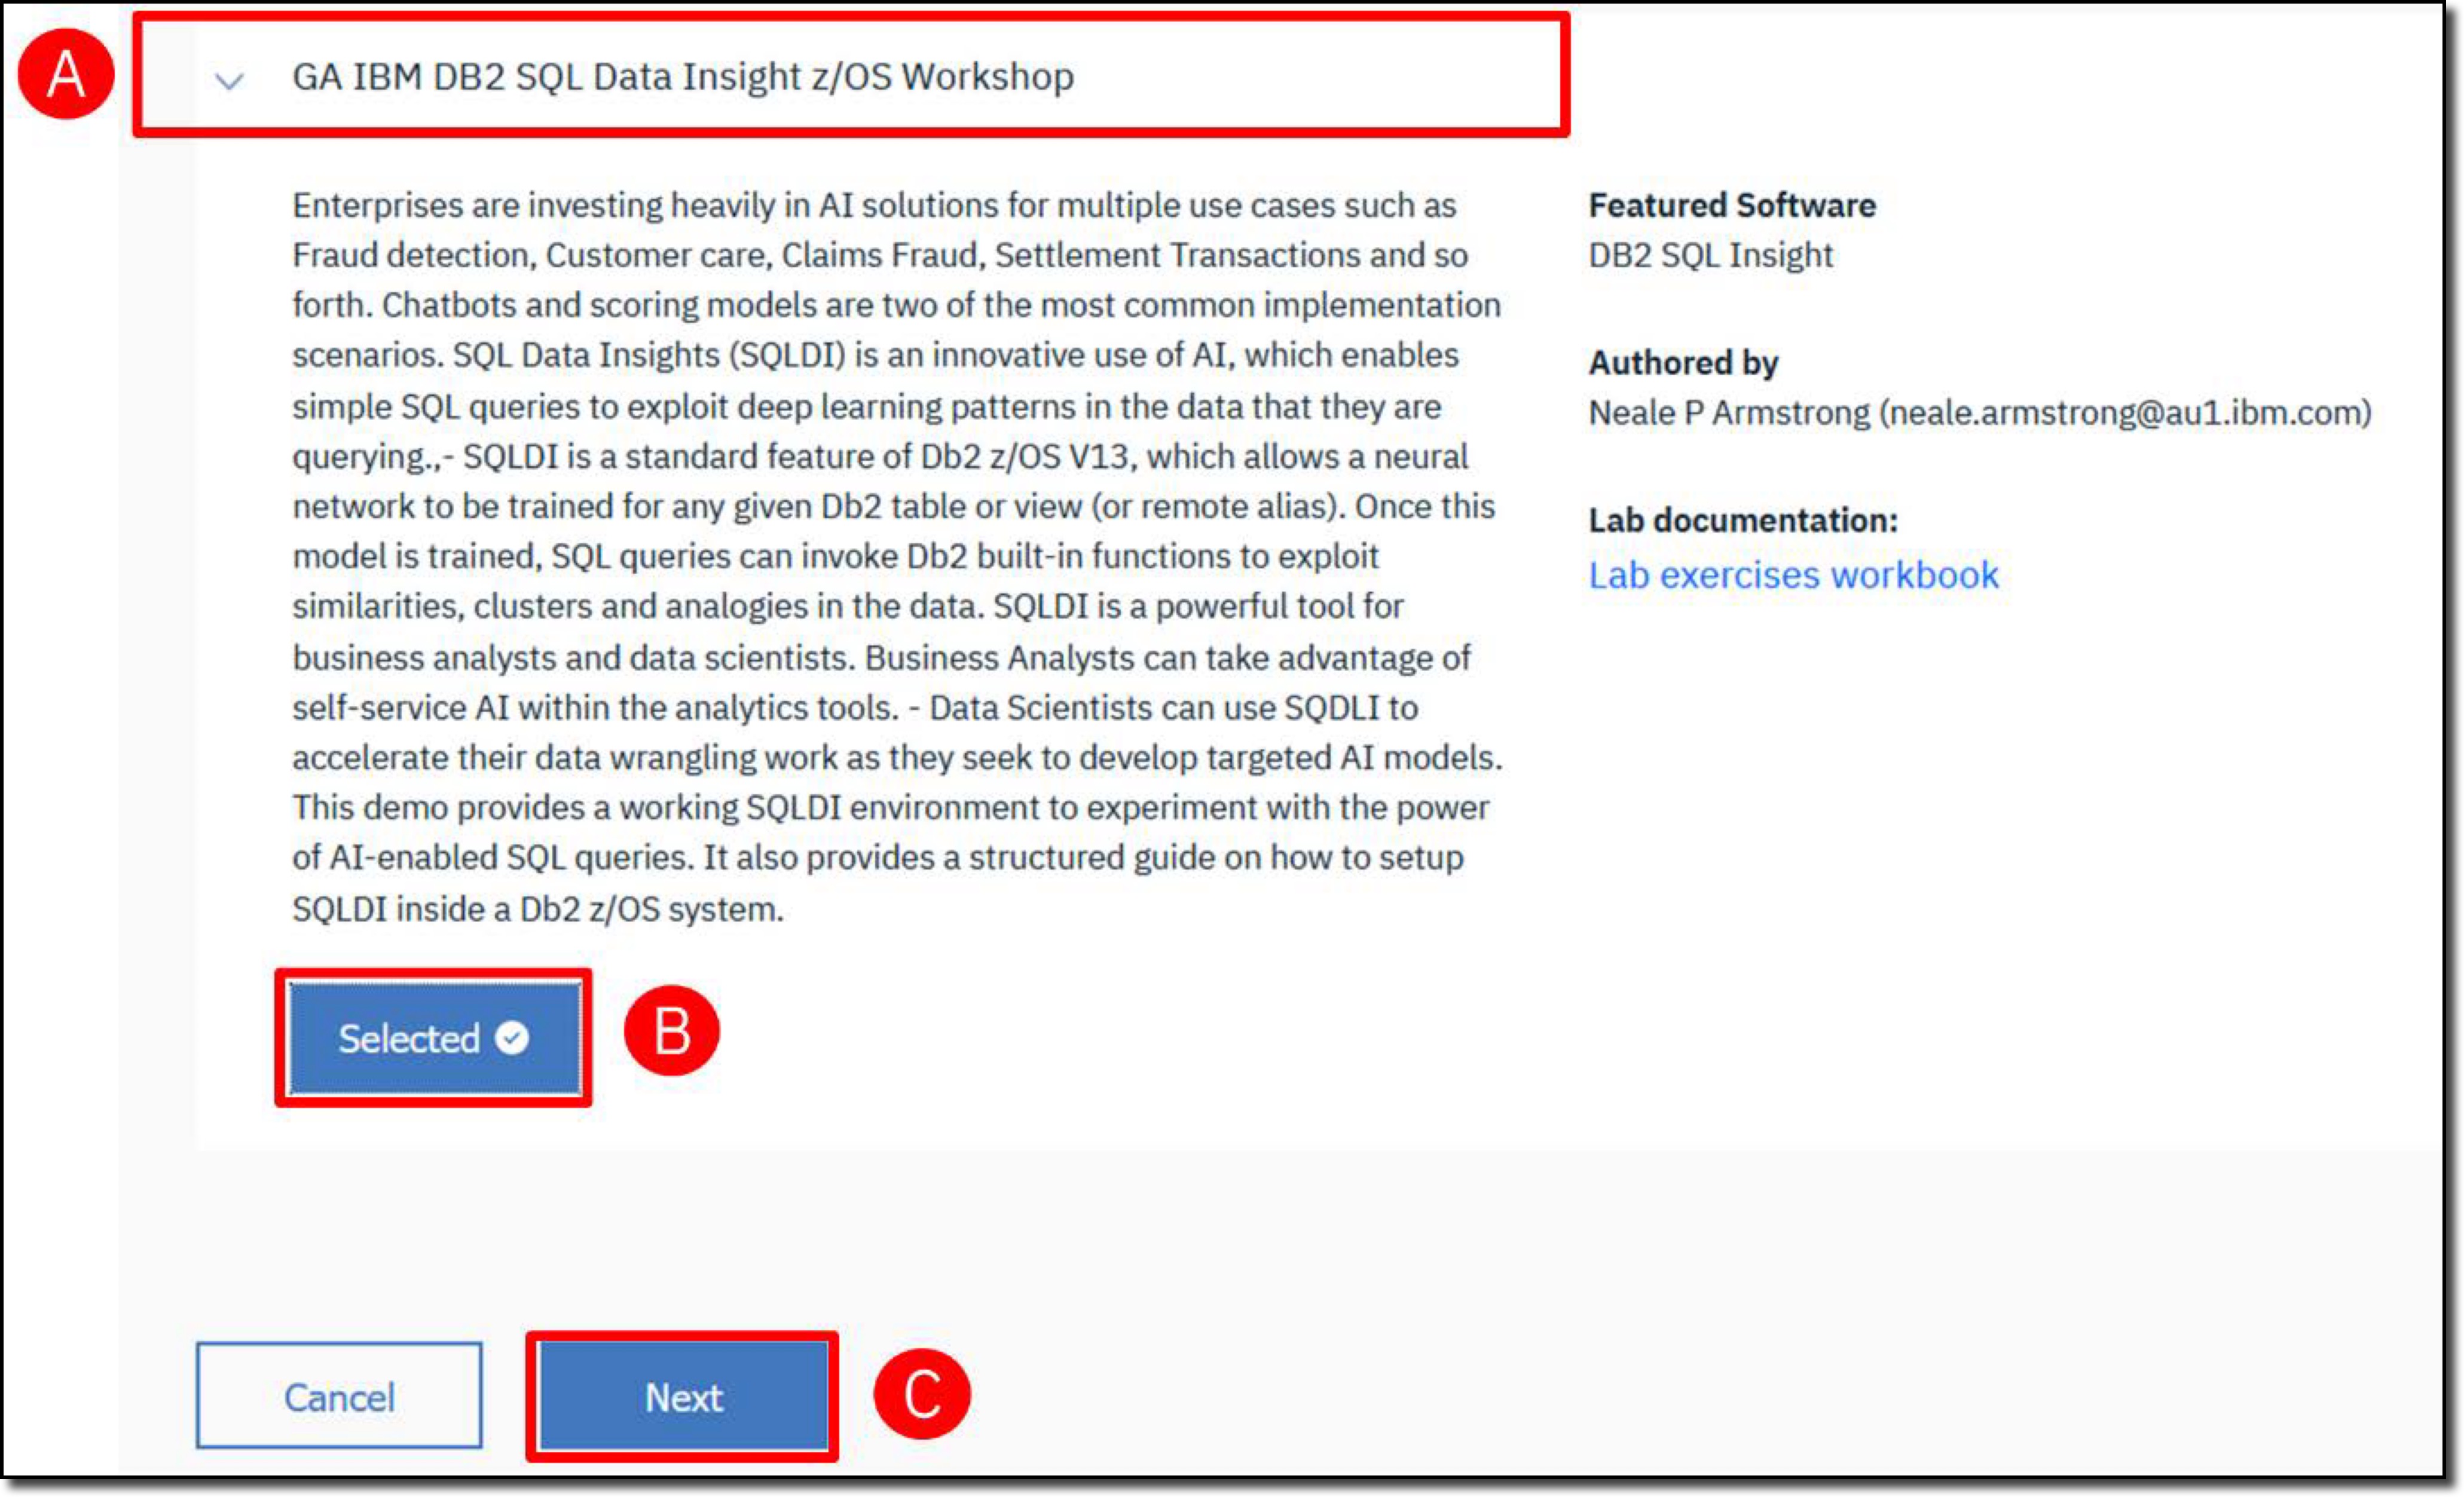 A
GA IBM DB2 SQL Data Insight z/OS Workshop
Enterprises are investing heavily in AI solutions for multiple use cases such as
Fraud detection, Customer care, Claims Fraud, Settlement Transactions and so
forth. Chatbots and scoring models are two of the most common implementation
scenarios. SQL Data Insights (SQLDI) is an innovative use of AI, which enables
simple SQL queries to exploit deep learning patterns in the data that they are
querying.,- SQLDI is a standard feature of Db2 z/OS V13, which allows a neural
network to be trained for any given Db2 table or view (or remote alias). Once this
model is trained, SQL queries can invoke Db2 built-in functions to exploit
similarities, clusters and analogies in the data. SQLDI is a powerful tool for
business analysts and data scientists. Business Analysts can take advantage of
self-service AI within the analytics tools. - Data Scientists can use SQDLI to
accelerate their data wrangling work as they seek to develop targeted AI models.
This demo provides a working SQLDI environment to experiment with the power
of AI-enabled SQL queries. It also provides a structured guide on how to setup
SQLDI inside a Db2 z/OS system.
Featured Software
DB2 SQL Insight
Authored by
Neale P Armstrong (neale.armstrong@au1.ibm.com)
Lab documentation:
Lab exercises workbook
Selected
B
Cancel
Next
C